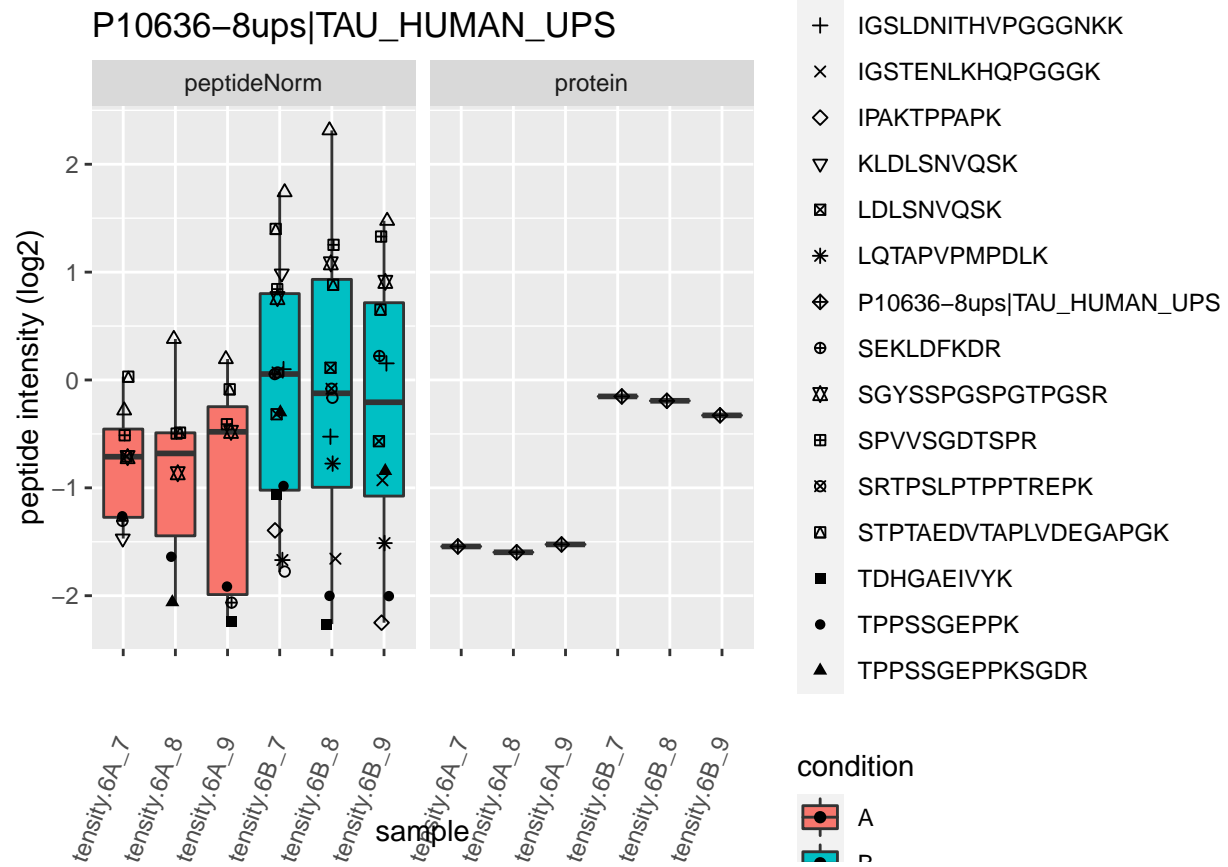 P10636−8ups|TAU_HUMAN_UPS
peptideNorm
protein
peptide intensity (log2)
2
1
0
−1
−2
tensity.6A_7
tensity.6A_8
tensity.6A_9
tensity.6B_7
tensity.6B_8
tensity.6B_9
tensity.6A_7
tensity.6A_8
tensity.6A_9
tensity.6B_7
tensity.6B_8
tensity.6B_9
sample
IGSLDNITHVPGGGNKK
IGSTENLKHQPGGGK
IPAKTPPAPK
KLDLSNVQSK
LDLSNVQSK
LQTAPVPMPDLK
P10636−8ups|TAU_HUMAN_UPS
SEKLDFKDR
SGYSSPGSPGTPGSR
SPVVSGDTSPR
SRTPSLPTPPTREPK
STPTAEDVTAPLVDEGAPGK
TDHGAEIVYK
TPPSSGEPPK
TPPSSGEPPKSGDR
condition
A
B